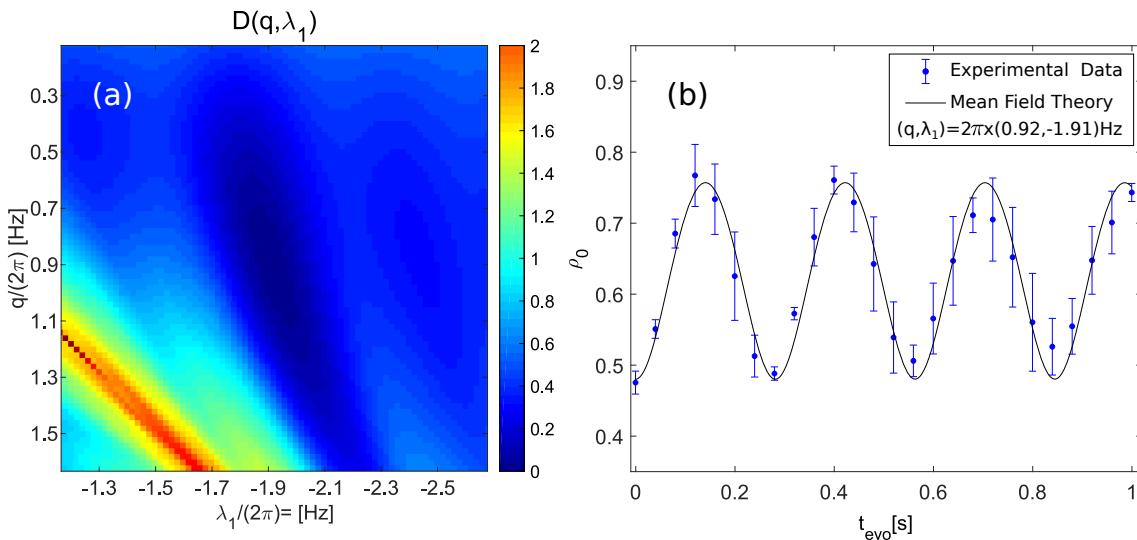 D(q,λ₁)
(a)
q/(2π) [Hz]
0.3
0.5
0.7
0.9
1.1
1.3
1.5
-1.3 -1.5 -1.7 -1.9 -2.1 -2.3 -2.5
λ₁/(2π)= [Hz]
2
1.8
1.6
1.4
1.2
1
0.8
0.6
0.4
0.2
0
(b)
Experimental Data
Mean Field Theory
(q,λ₁)=2πx(0.92,-1.91)Hz
ρ₀
0.9
0.8
0.7
0.6
0.5
0.4
0 0.2 0.4 0.6 0.8 1
t_evo[s]